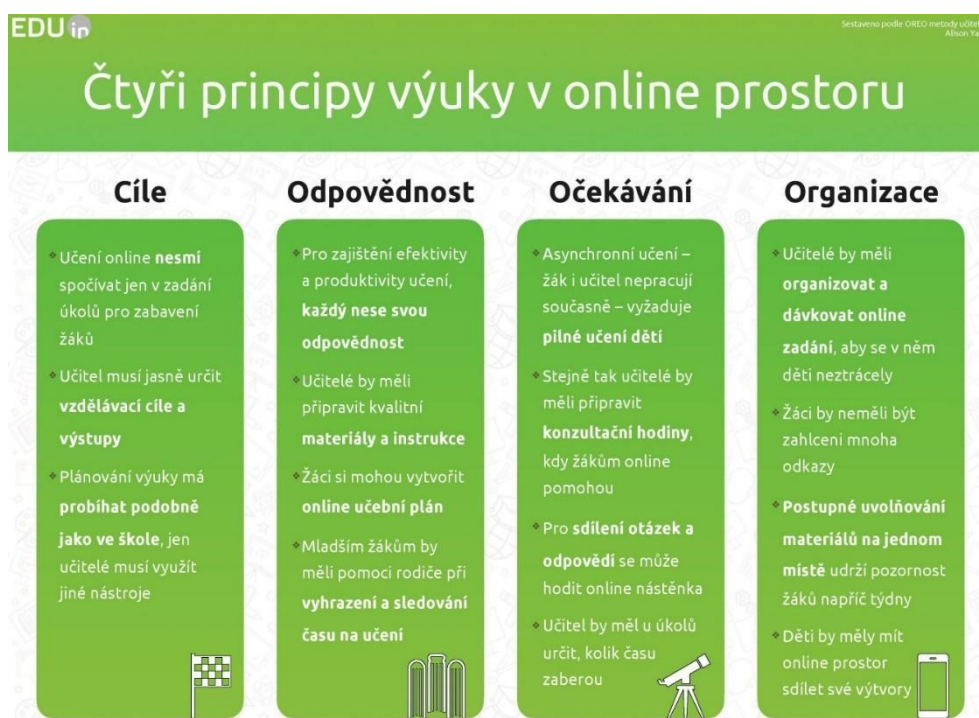 EDUin
Sestaveno podle OREO metody
Alison
Čtyři principy výuky v online prostoru
Cíle
Učení online nesmí
spočívat jen v zadání
úkolů pro zabavení
žáků
Učitel musí jasně určit
vzdělávací cíle a
výstupy
Plánování výuky má
probíhat podobně
jako ve škole, jen
učitelé musí využít
jiné nástroje
Odpovědnost
Pro zajištění efektivity
a produktivity učení,
každý nese svou
odpovědnost
Učitelé by měli
připravit kvalitní
materiály a instrukce
Žáci si mohou vytvořit
online učební plán
Mladším žákům by
měli pomoci rodiče při
vyhrazení a sledování
času na učení
Očekávání
Asynchronní učení –
žák i učitel nepracují
současně – vyžaduje
pilné učení dětí
Stejně tak učitelé by
měli připravit
konzultační hodiny,
kdy žákům online
pomohou
Pro sdílení otázek a
odpovědí se může
hodit online nástěnka
Učitel by měl u úkolů
určit, kolik času
zaberou
Organizace
Učitelé by měli
organizovat a
dávkovat online
zadání, aby se v něm
děti neztrácely
Žáci by neměli být
zahlceni mnoha
odkazy
Postupné uvolňování
materiálů na jednom
místě udrží pozornost
žáků napříč týdny
Děti by měly mít
online prostor
sdílet své výtvory